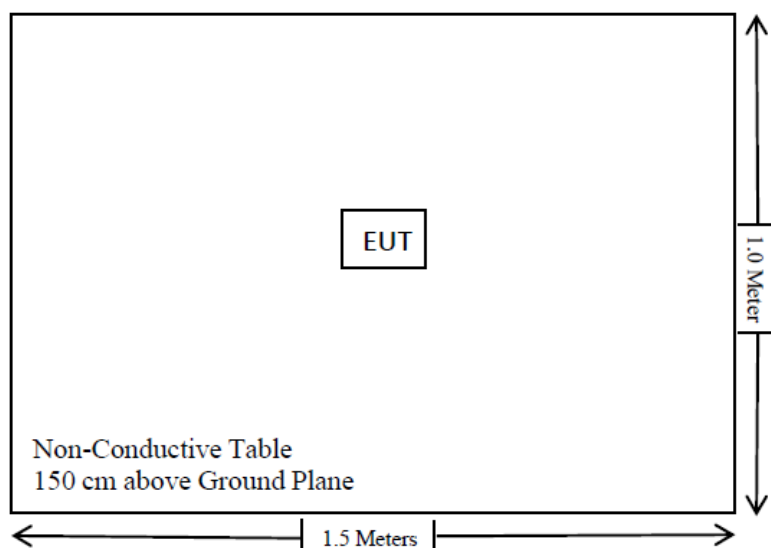 EUT
1.0 Meter
Non-Conductive Table
150 cm above Ground Plane
1.5 Meters